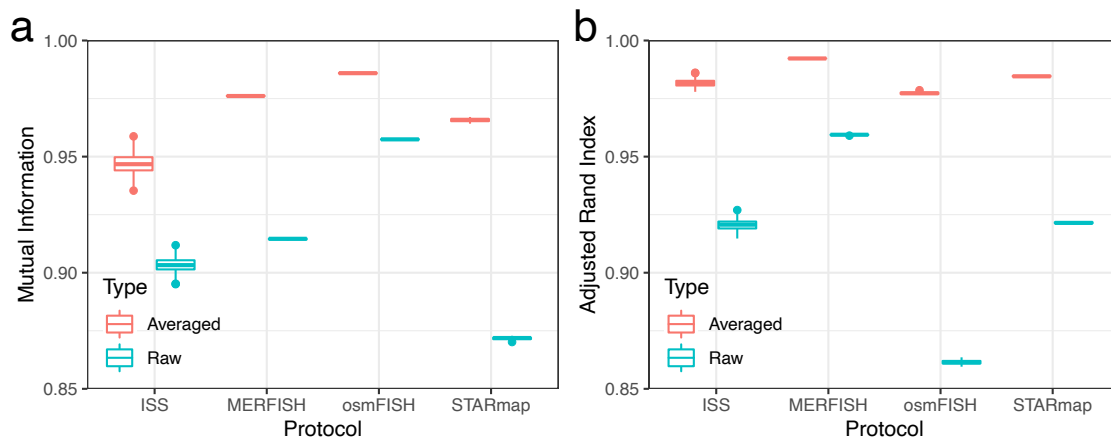 a
Mutual Information
1.00
0.95
0.90
0.85
Type
Averaged
Raw
ISS MERFISH osmFISH STARmap
Protocol
b
Adjusted Rand Index
1.00
0.95
0.90
0.85
Type
Averaged
Raw
ISS MERFISH osmFISH STARmap
Protocol